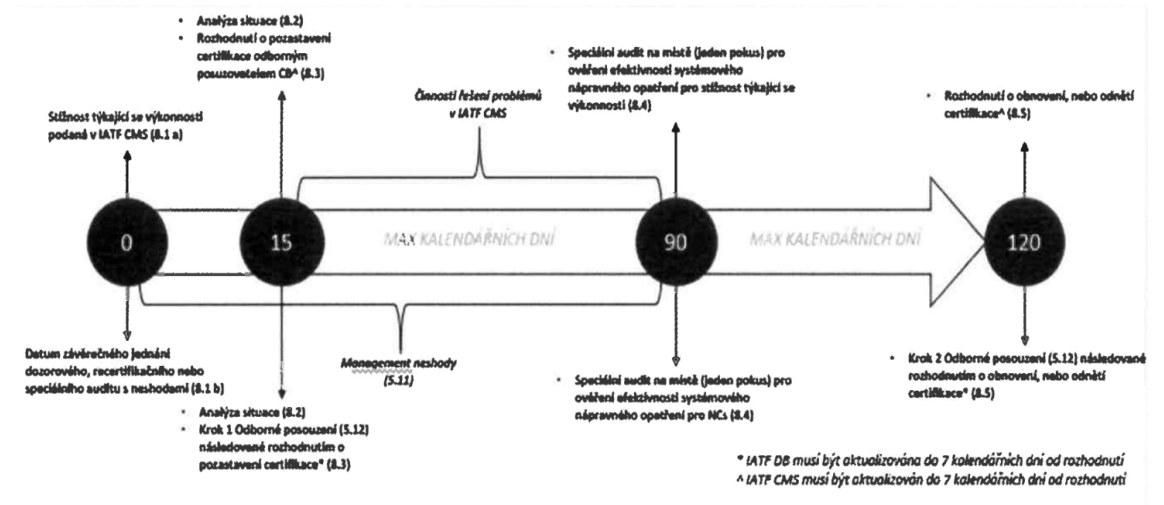 • Analýza situace (8.2)
• Rozhodnutí o pozastavení
certifikace odborným
posuzovatelem CB^ (8.3)
Stížnost týkající se výkonnosti
podaná v IATF CMS (8.1 a)
Činnosti řešení problémů
v IATF CMS
• Speciální audit na místě (jeden pokus) pro
ověření efektivnosti systémového
nápravného opatření pro stížnost týkající se
výkonnosti (8.4)
• Rozhodnutí o obnovení, nebo odnětí
certifikace^ (8.5)
0
15
MAX KALENDÁŘNÍCH DNÍ
90
MAX KALENDÁŘNÍCH DNÍ
120
Datum závěrečného jednání
dozorového, recertifikačního nebo
speciálního auditu s neshodami (8.1 b)
Management neshody
(5.11)
• Analýza situace (8.2)
• Krok 1 Odborné posouzení (5.12)
následované rozhodnutím o
pozastavení certifikace* (8.3)
• Speciální audit na místě (jeden pokus) pro
ověření efektivnosti systémového
nápravného opatření pro NCs (8.4)
• Krok 2 Odborné posouzení (5.12) následované
rozhodnutím o obnovení, nebo odnětí
certifikace* (8.5)
* IATF DB musí být aktualizována do 7 kalendářních dní od rozhodnutí
^ IATF CMS musí být aktualizován do 7 kalendářních dní od rozhodnutí